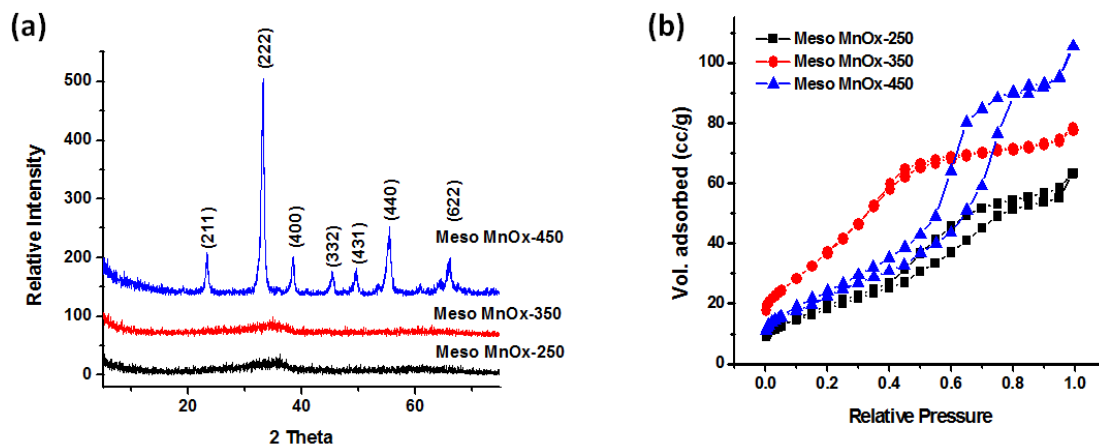 (a)
Relative Intensity
500
400
300
200
100
0
(211)
(222)
(400)
(332)
(431)
(440)
(622)
Meso MnOx-450
Meso MnOx-350
Meso MnOx-250
20
40
60
2 Theta
(b)
Vol. adsorbed (cc/g)
100
80
60
40
20
0
Meso MnOx-250
Meso MnOx-350
Meso MnOx-450
0.0
0.2
0.4
0.6
0.8
1.0
Relative Pressure